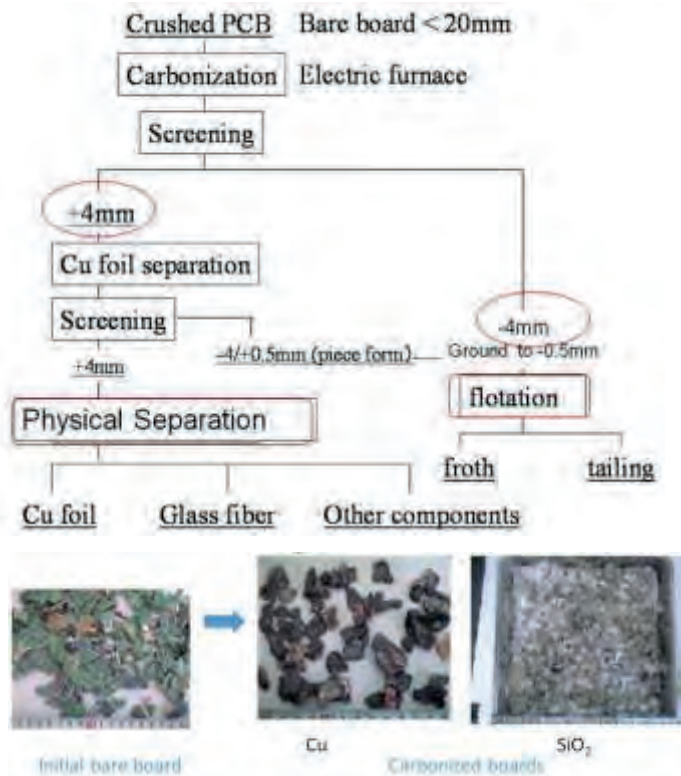 Crushed PCB Bare board < 20mm
Carbonization Electric furnace
Screening
+4mm
Cu foil separation
Screening
-4mm
-4/+0.5mm (piece form)
Ground to -0.5mm
+4mm
flotation
Physical Separation
froth tailing
Cu foil Glass fiber Other components
Cu SiO₂
Initial bare board Carbonized boards